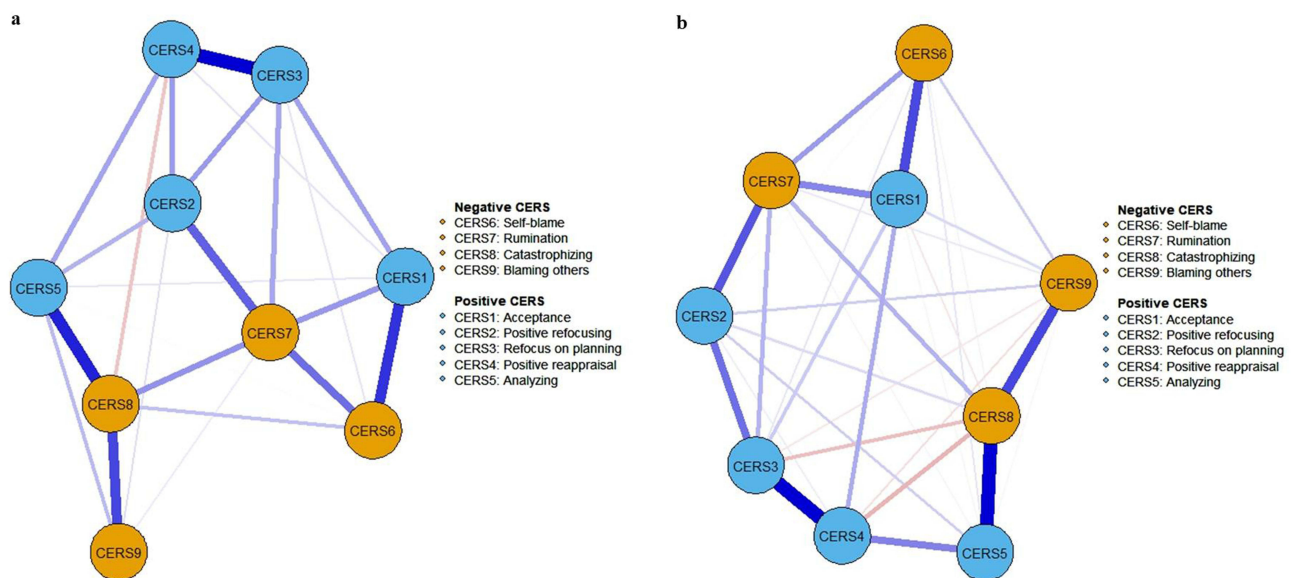 a
CERS4
CERS3
CERS2
CERS5
CERS1
CERS7
CERS8
CERS6
CERS9
Negative CERS
CERS6: Self-blame
CERS7: Rumination
CERS8: Catastrophizing
CERS9: Blaming others
Positive CERS
CERS1: Acceptance
CERS2: Positive refocusing
CERS3: Refocus on planning
CERS4: Positive reappraisal
CERS5: Analyzing
b
CERS6
CERS7
CERS1
CERS9
CERS2
CERS8
CERS3
CERS4
CERS5
Negative CERS
CERS6: Self-blame
CERS7: Rumination
CERS8: Catastrophizing
CERS9: Blaming others
Positive CERS
CERS1: Acceptance
CERS2: Positive refocusing
CERS3: Refocus on planning
CERS4: Positive reappraisal
CERS5: Analyzing